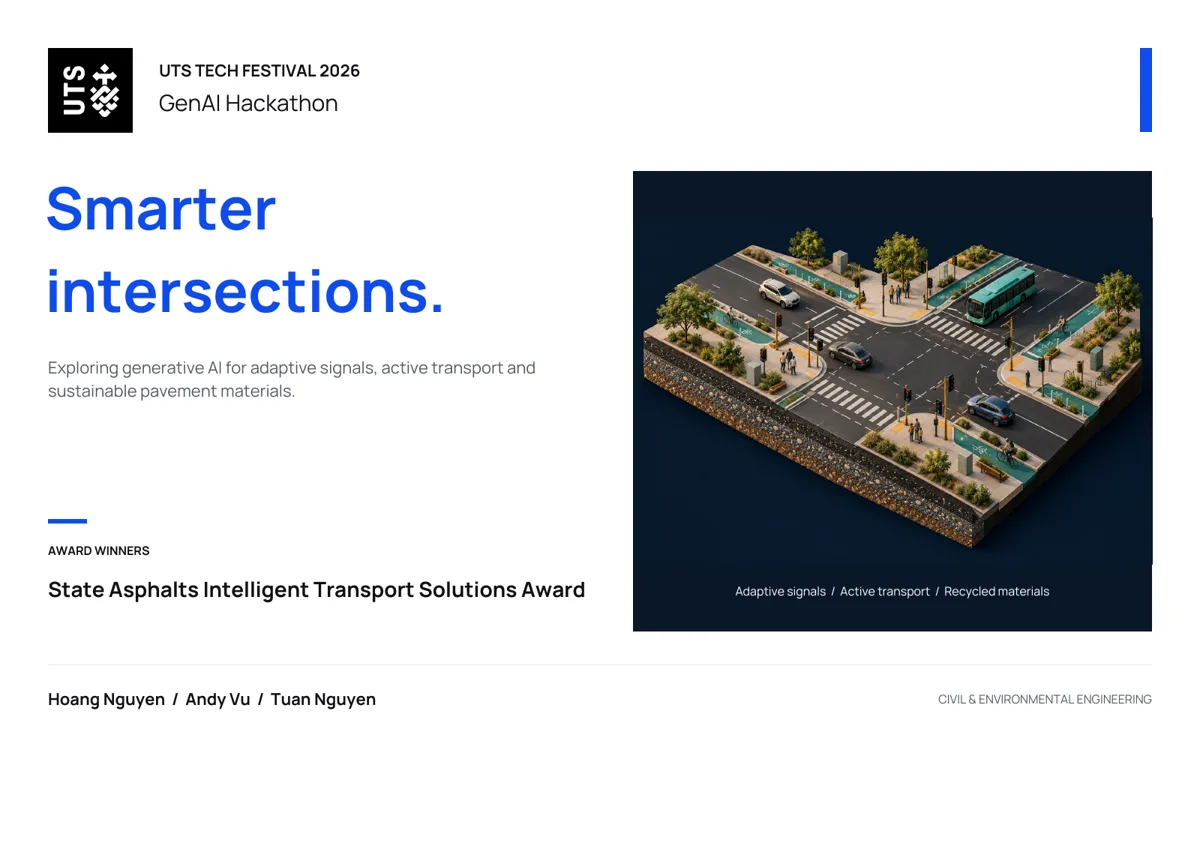 UTS
UTS TECH FESTIVAL 2026
GenAI Hackathon
Smarter
intersections.
Exploring generative AI for adaptive signals, active transport and
sustainable pavement materials.
AWARD WINNERS
State Asphalts Intelligent Transport Solutions Award
Adaptive signals / Active transport / Recycled materials
Hoang Nguyen / Andy Vu / Tuan Nguyen
CIVIL & ENVIRONMENTAL ENGINEERING